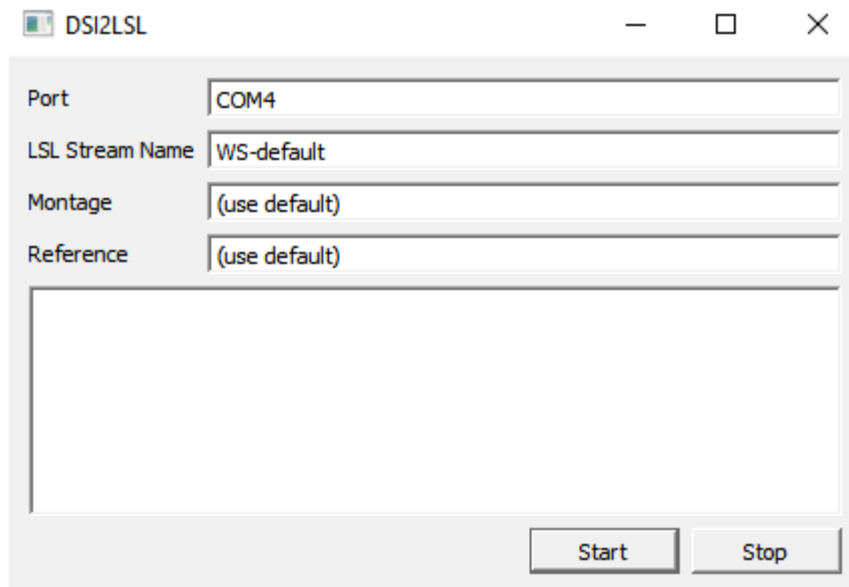 DSI2LSL
Port COM4
LSL Stream Name WS-default
Montage (use default)
Reference (use default)
Start Stop